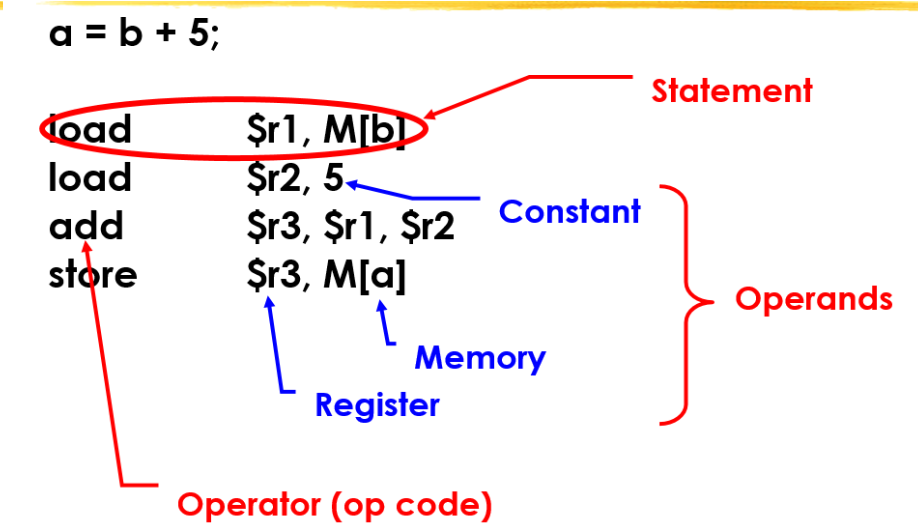 a = b + 5;
Statement
load $r1, M[b]
load $r2, 5
Constant
add $r3, $r1, $r2
store $r3, M[a]
Operands
Memory
Register
Operator (op code)